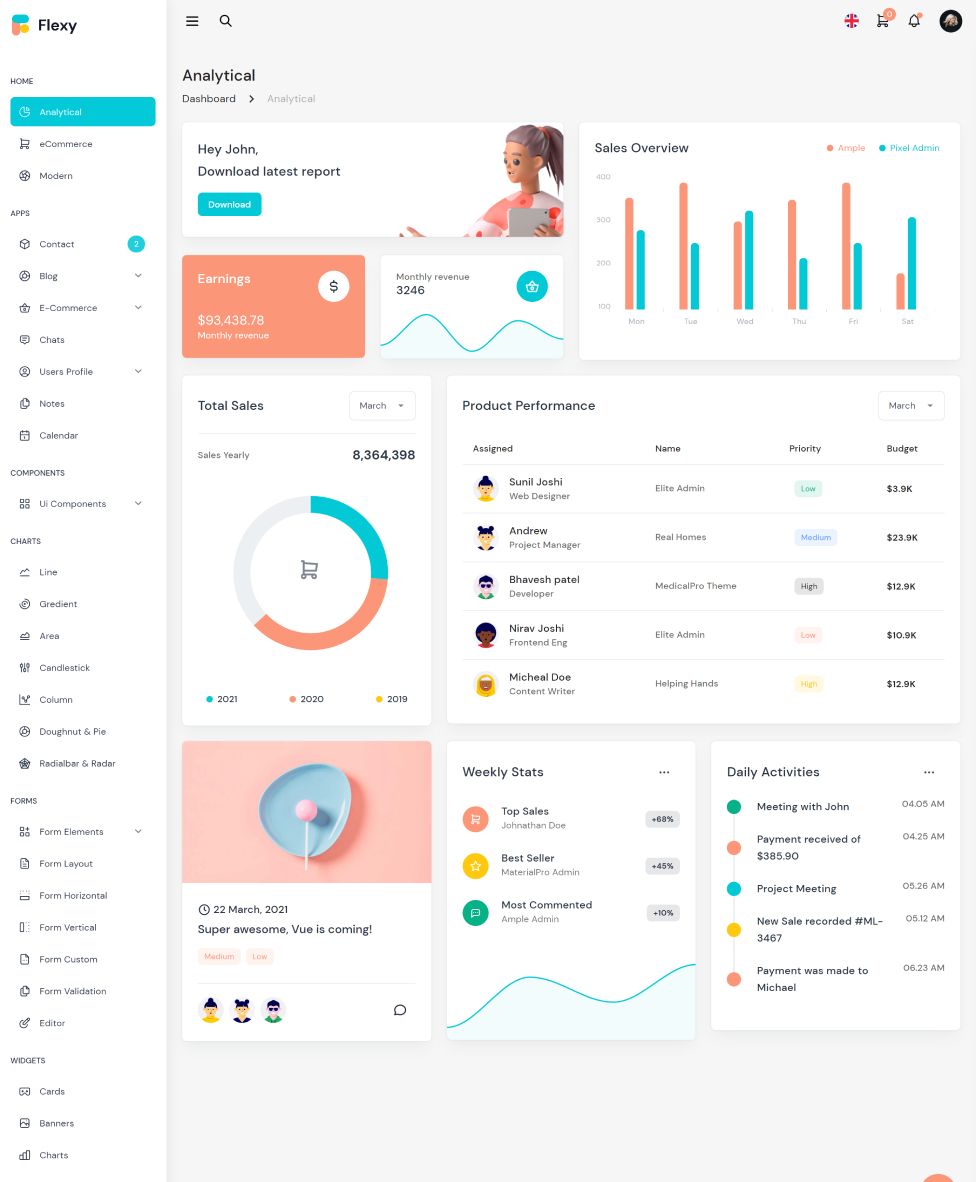 Flexy
HOME
Analytical
eCommerce
Modern
APPS
Contact
2
Blog
E-Commerce
Chats
Users Profile
Notes
Calendar
COMPONENTS
Ui Components
CHARTS
Line
Gredient
Area
Candlestick
Column
Doughnut & Pie
Radialbar & Radar
FORMS
Form Elements
Form Layout
Form Horizontal
Form Vertical
Form Custom
Form Validation
Editor
WIDGETS
Cards
Banners
Charts
0
Analytical
Dashboard > Analytical
Hey John,
Download latest report
Download
Earnings
$
$93,438.78
Monthly revenue
Monthly revenue
3246
Sales Overview
Ample
Pixel Admin
400
300
200
100
Mon Tue Wed Thu Fri Sat
Total Sales
March
Sales Yearly
8,364,398
2021 2020 2019
Product Performance
March
Assigned Name Priority Budget
Sunil Joshi
Web Designer
Elite Admin
Low
$3.9K
Andrew
Project Manager
Real Homes
Medium
$23.9K
Bhavesh patel
Developer
MedicalPro Theme
High
$12.9K
Nirav Joshi
Frontend Eng
Elite Admin
Low
$10.9K
Micheal Doe
Content Writer
Helping Hands
High
$12.9K
22 March, 2021
Super awesome, Vue is coming!
Medium Low
Weekly Stats
Top Sales
Johnathan Doe
+68%
Best Seller
MaterialPro Admin
+45%
Most Commented
Ample Admin
+10%
Daily Activities
Meeting with John
04.05 AM
Payment received of
$385.90
04.25 AM
Project Meeting
05.26 AM
New Sale recorded #ML-
3467
05.12 AM
Payment was made to
Michael
06.23 AM